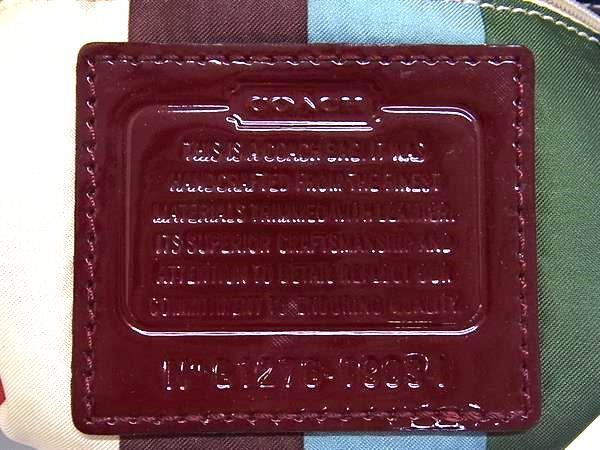 COACH
THIS IS A COACH BAG. IT WAS
HANDCRAFTED FROM THE FINEST
MATERIALS TRIMMED WITH LEATHER.
ITS SUPERIOR CRAFTSMANSHIP AND
ATTENTION TO DETAIL REFLECT OUR
COMMITMENT TO ENDURING QUALITY.